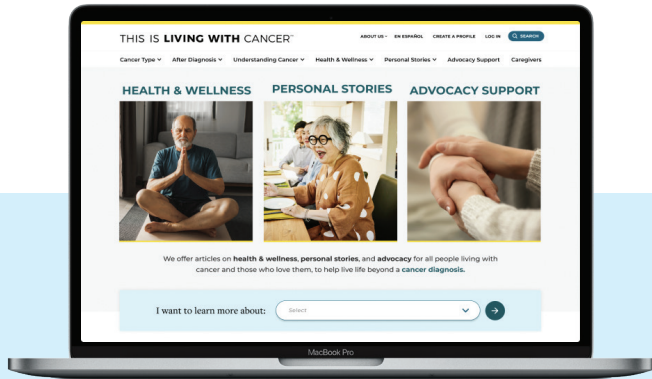 THIS IS LIVING WITH CANCER™
ABOUT US EN ESPAÑOL CREATE A PROFILE LOG IN SEARCH
Cancer Type After Diagnosis Understanding Cancer Health & Wellness Personal Stories Advocacy Support Caregivers
HEALTH & WELLNESS PERSONAL STORIES ADVOCACY SUPPORT
We offer articles on health & wellness, personal stories, and advocacy for all people living with
cancer and those who love them, to help live life beyond a cancer diagnosis.
I want to learn more about: Select
MacBook Pro